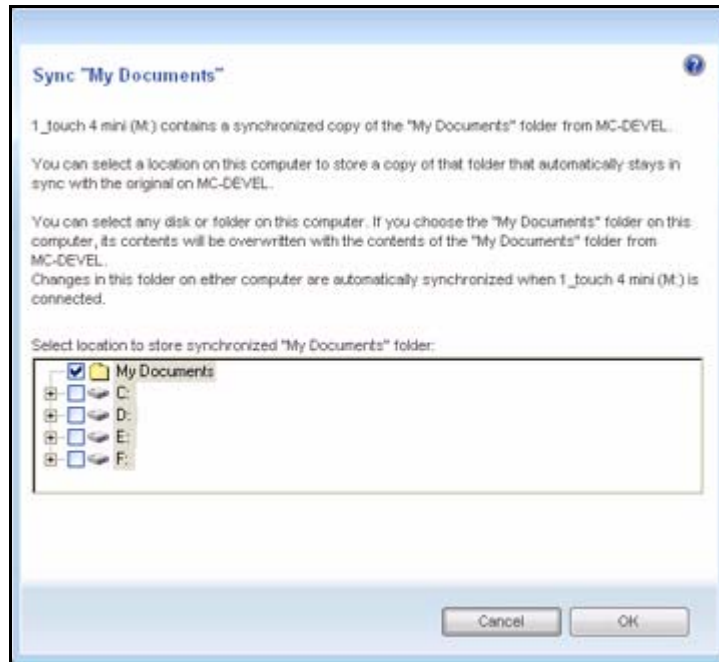 Sync "My Documents"
1_touch 4 mini (M:) contains a synchronized copy of the "My Documents" folder from MC-DEVEL.
You can select a location on this computer to store a copy of that folder that automatically stays in
sync with the original on MC-DEVEL.
You can select any disk or folder on this computer. If you choose the "My Documents" folder on this
computer, its contents will be overwritten with the contents of the "My Documents" folder from
MC-DEVEL.
Changes in this folder on either computer are automatically synchronized when 1_touch 4 mini (M:) is
connected.
Select location to store synchronized "My Documents" folder:
My Documents
C:
D:
E:
F:
Cancel OK